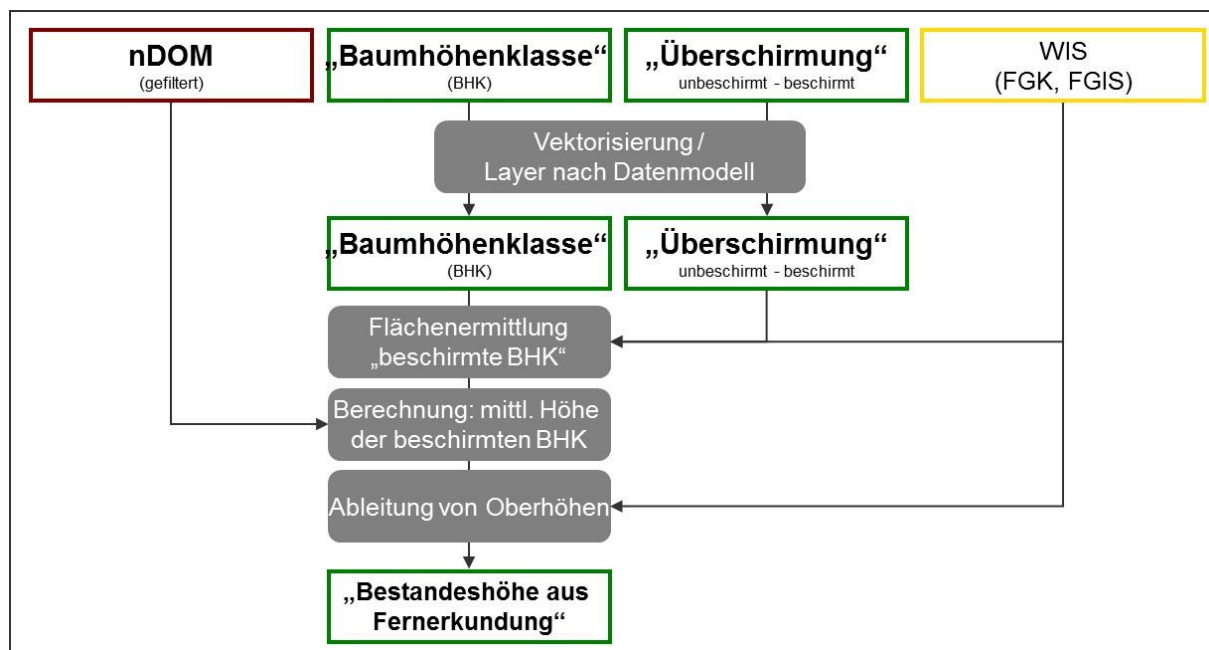 nDOM
(gefiltert)
„Baumhöhenklasse“
(BHK)
„Überschirmung“
unbeschirmt - beschirmt
WIS
(FGK, FGIS)
Vektorisierung /
Layer nach Datenmodell
„Baumhöhenklasse“
(BHK)
„Überschirmung“
unbeschirmt - beschirmt
Flächenermittlung
„beschirmte BHK“
Berechnung: mittl. Höhe
der beschirmten BHK
Ableitung von Oberhöhen
„Bestandeshöhe aus
Fernerkundung“